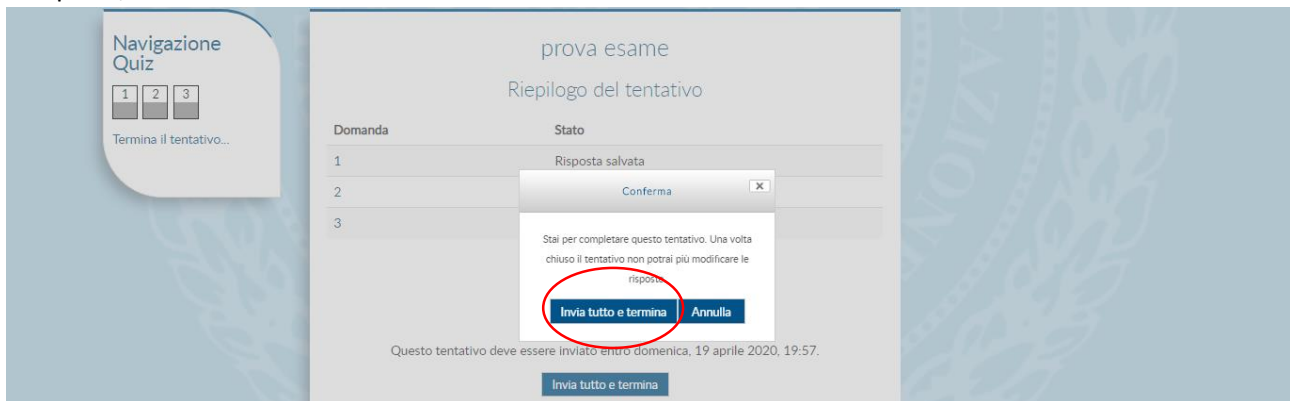 Navigazione
Quiz
1 2 3
Termina il tentativo...
prova esame
Riepilogo del tentativo
Domanda Stato
1 Risposta salvata
2
3
Conferma
x
Stai per completare questo tentativo. Una volta
chiuso il tentativo non potrai più modificare le
risposte
Invia tutto e termina Annulla
Questo tentativo deve essere inviato entro domenica, 19 aprile 2020, 19:57.
Invia tutto e termina